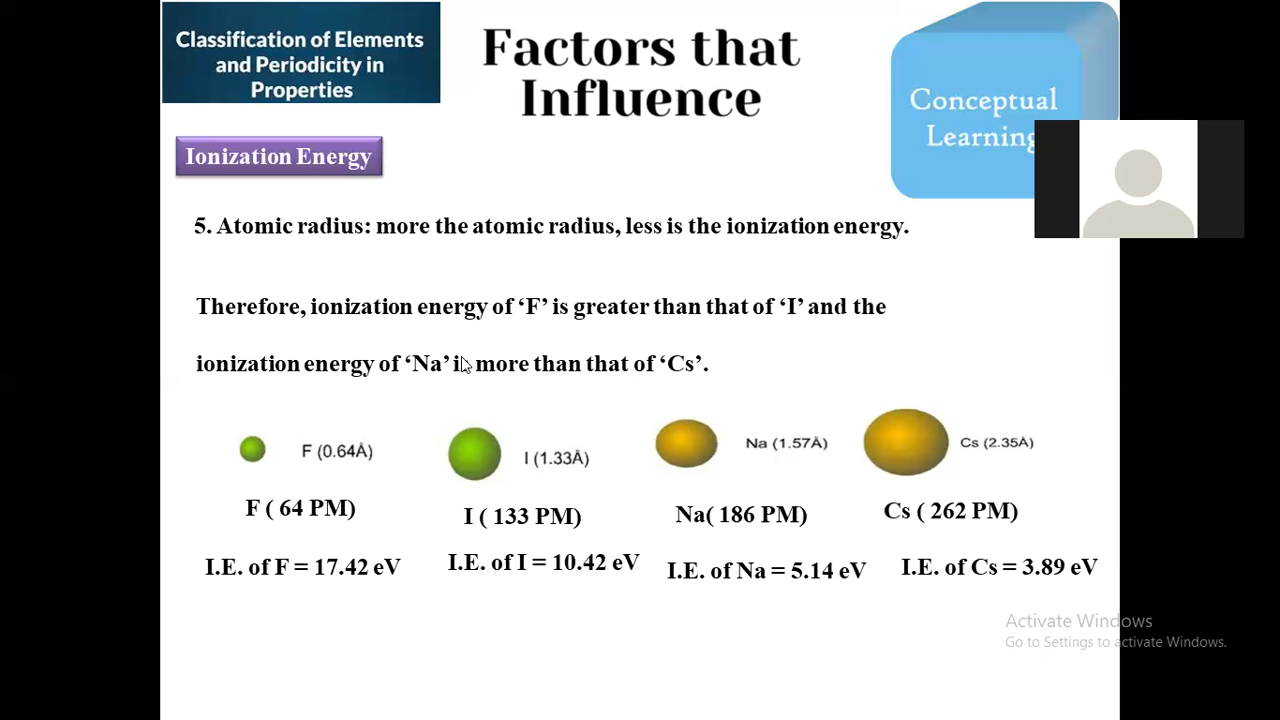 Classification of Elements
and Periodicity in
Properties
Factors that
Influence
Conceptual
Learning
Ionization Energy
5. Atomic radius: more the atomic radius, less is the ionization energy.
Therefore, ionization energy of ‘F’ is greater than that of ‘I’ and the
ionization energy of ‘Na’ is more than that of ‘Cs’.
F (0.64Å)
I (1.33Å)
Na (1.57Å)
Cs (2.35Å)
F ( 64 PM)
I ( 133 PM)
Na( 186 PM)
Cs ( 262 PM)
I.E. of F = 17.42 eV
I.E. of I = 10.42 eV
I.E. of Na = 5.14 eV
I.E. of Cs = 3.89 eV
Activate Windows
Go to Settings to activate Windows.